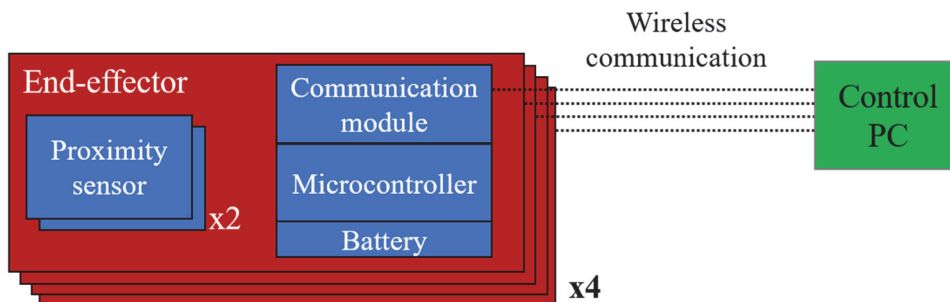 Wireless
communication
End-effector
Communication
module
Proximity
sensor
x2
Microcontroller
Battery
Control
PC
x4